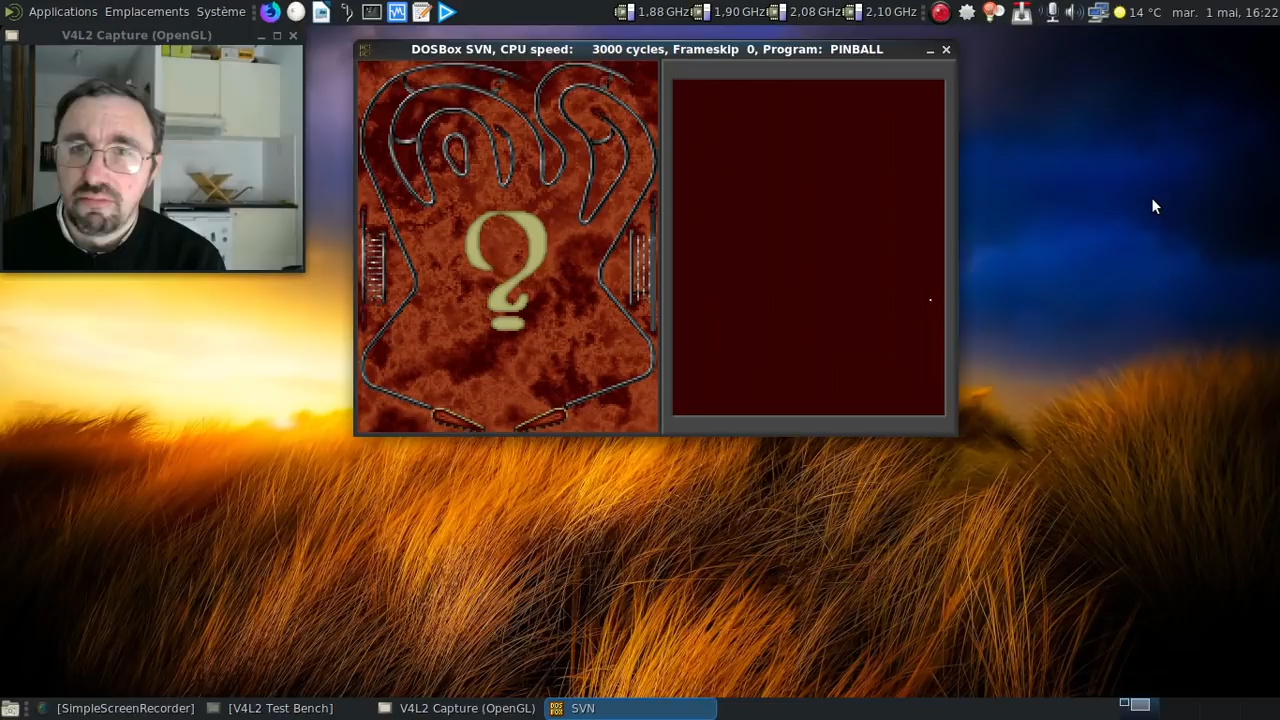 Applications Emplacements Système
1,88 GHz 1,90 GHz 2,08 GHz 2,10 GHz 14 °C mar. 1 mai, 16:22
V4L2 Capture (OpenGL)
DOSBox SVN, CPU speed: 3000 cycles, Frameskip 0, Program: PINBALL
?
[SimpleScreenRecorder] [V4L2 Test Bench] V4L2 Capture (OpenGL) DOS BOX SVN